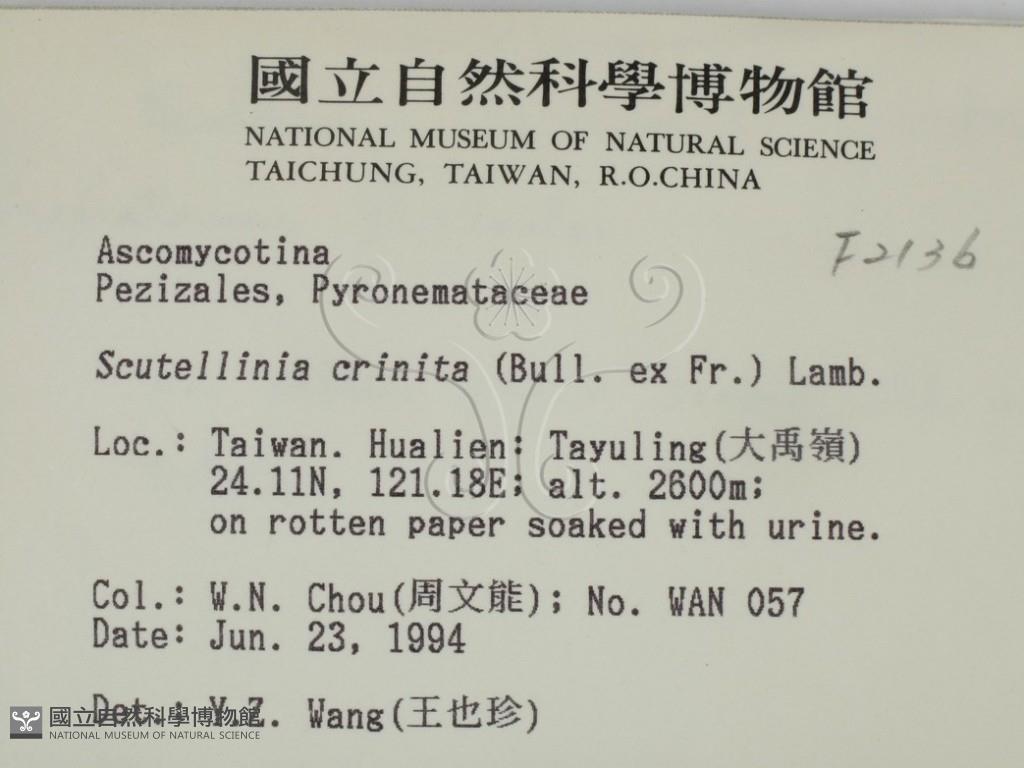 國立自然科學博物館
NATIONAL MUSEUM OF NATURAL SCIENCE
TAICHUNG, TAIWAN, R.O.CHINA
F2136
Ascomycotina
Pezizales, Pyronemataceae
Scutellinia crinita (Bull. ex Fr.) Lamb.
Loc.: Taiwan. Hualien: Tayuling(大禹嶺)
24.11N, 121.18E; alt. 2600m;
on rotten paper soaked with urine.
Col.: W.N. Chou(周文能); No. WAN 057
Date: Jun. 23, 1994
Det.: Y.Z. Wang(王也珍)
國立自然科學博物館
NATIONAL MUSEUM OF NATURAL SCIENCE